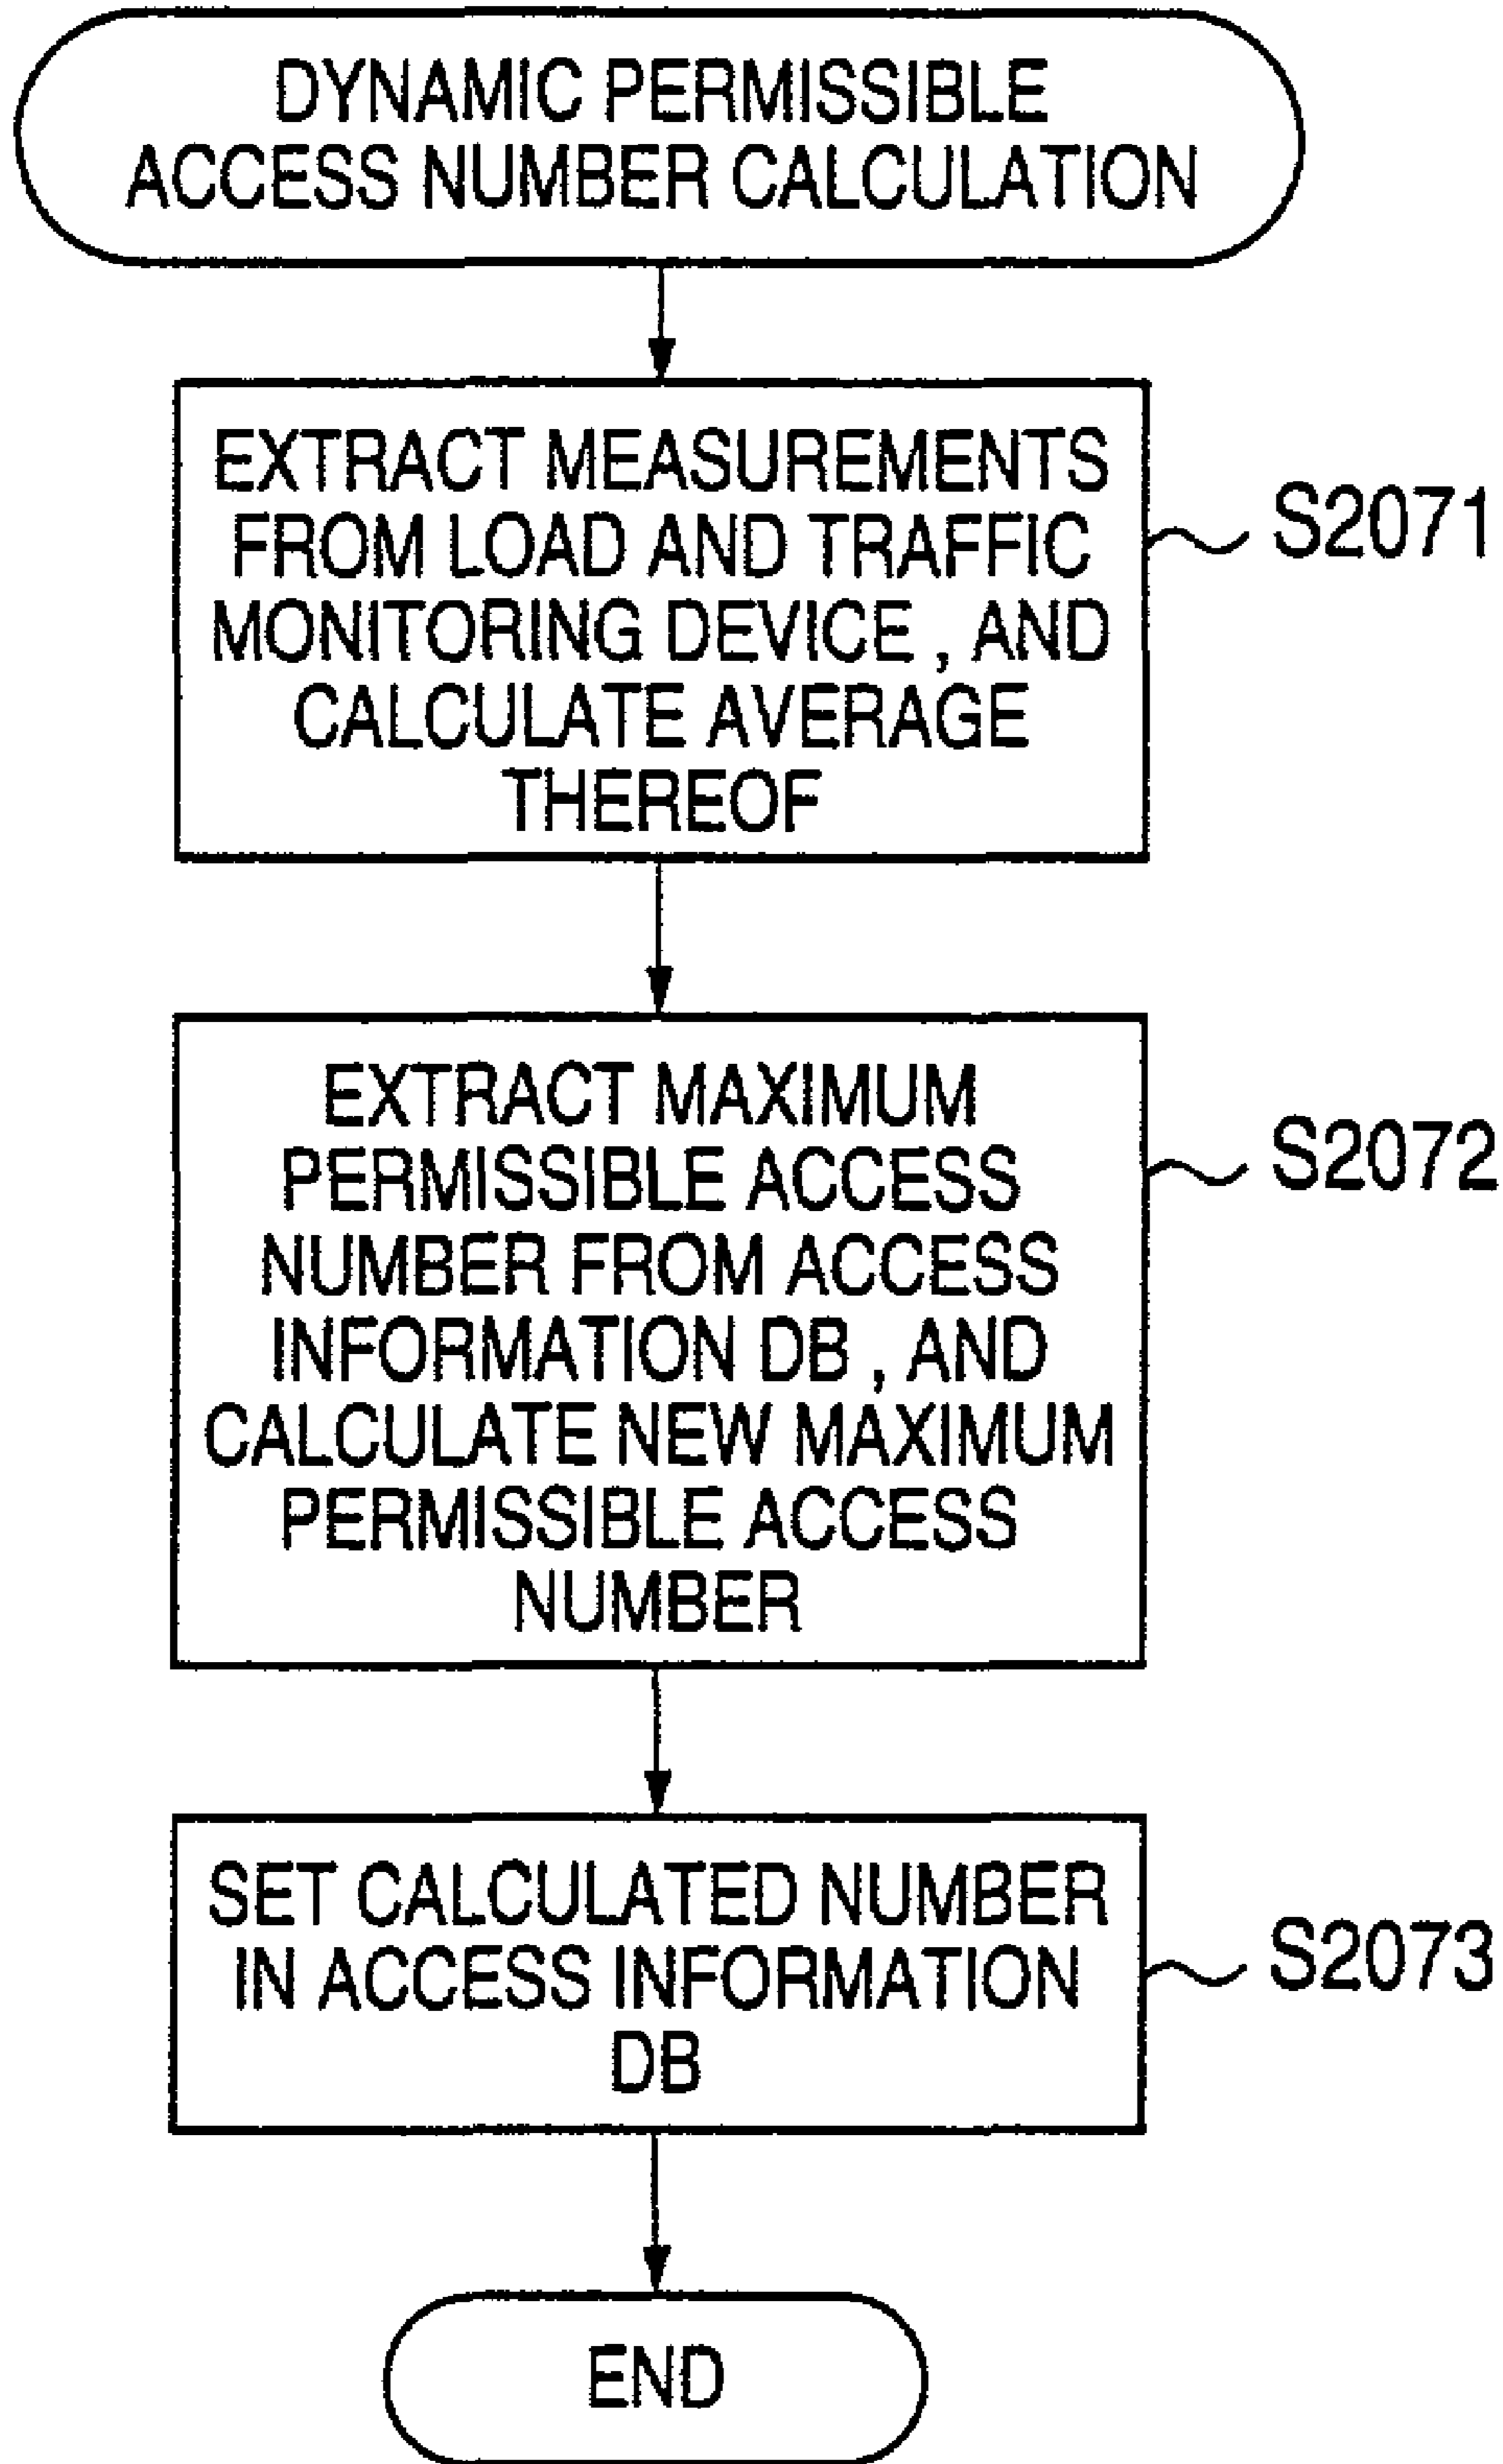 DYNAMIC PERMISSIBLE
ACCESS NUMBER CALCULATION
EXTRACT MEASUREMENTS
FROM LOAD AND TRAFFIC
MONITORING DEVICE , AND
CALCULATE AVERAGE
THEREOF
S2071
EXTRACT MAXIMUM
PERMISSIBLE ACCESS
NUMBER FROM ACCESS
INFORMATION DB , AND
CALCULATE NEW MAXIMUM
PERMISSIBLE ACCESS
NUMBER
S2072
SET CALCULATED NUMBER
IN ACCESS INFORMATION
DB
S2073
END